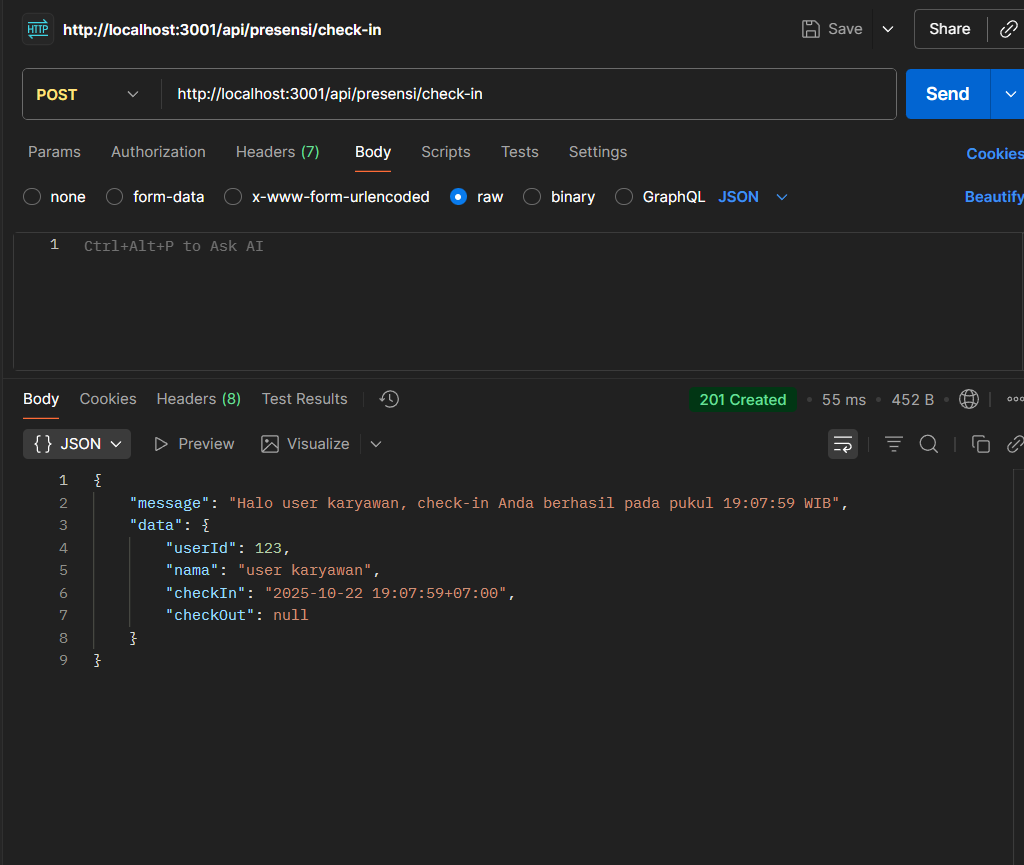 HTTP http://localhost:3001/api/presensi/check-in Save Share
POST http://localhost:3001/api/presensi/check-in Send
Params Authorization Headers (7) Body Scripts Tests Settings Cookies
none form-data x-www-form-urlencoded raw binary GraphQL JSON Beautify
1 Ctrl+Alt+P to Ask AI
Body Cookies Headers (8) Test Results 201 Created • 55 ms • 452 B •
{} JSON Preview Visualize
1 {
2 "message": "Halo user karyawan, check-in Anda berhasil pada pukul 19:07:59 WIB",
3 "data": {
4 "userId": 123,
5 "nama": "user karyawan",
6 "checkIn": "2025-10-22 19:07:59+07:00",
7 "checkOut": null
8 }
9 }